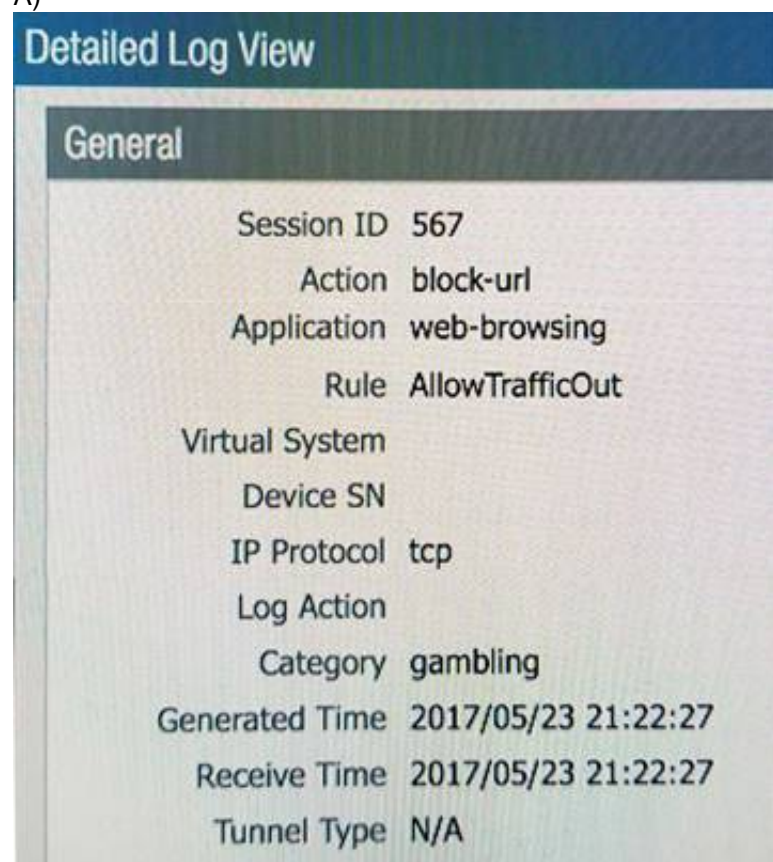 A)
Detailed Log View
General
Session ID 567
Action block-url
Application web-browsing
Rule AllowTrafficOut
Virtual System
Device SN
IP Protocol tcp
Log Action
Category gambling
Generated Time 2017/05/23 21:22:27
Receive Time 2017/05/23 21:22:27
Tunnel Type N/A